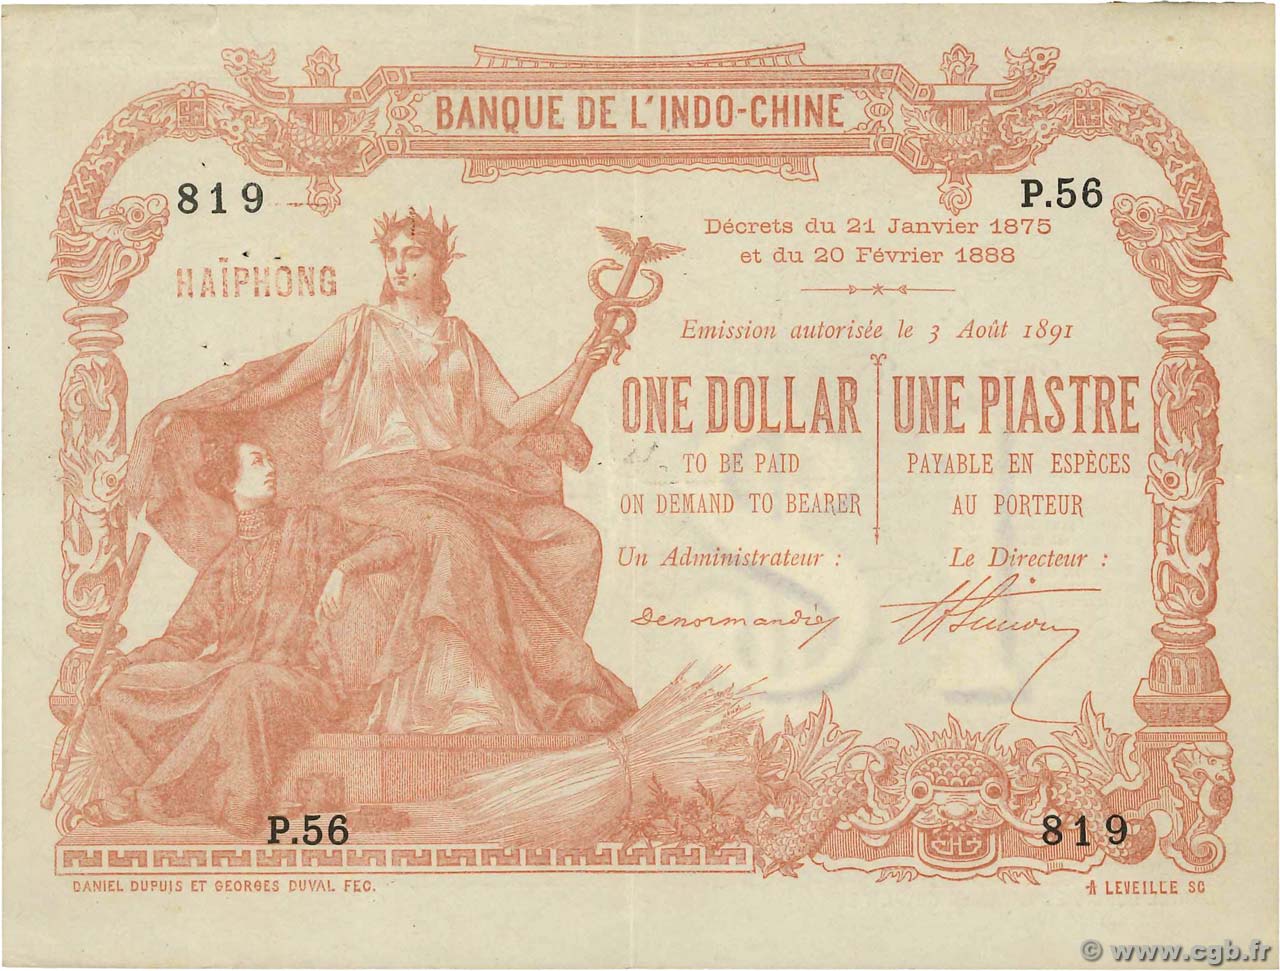 BANQUE DE L'INDO-CHINE
819
P.56
Décrets du 21 Janvier 1875
et du 20 Février 1888
HAÏPHONG
Emission autorisée le 3 Août 1891
ONE DOLLAR
TO BE PAID
ON DEMAND TO BEARER
UNE PIASTRE
PAYABLE EN ESPÈCES
AU PORTEUR
Un Administrateur :
Denormandie
Le Directeur :
P.56
819
DANIEL DUPUIS ET GEORGES DUVAL FEC.
A LEVEILLE SC
© www.cgb.fr